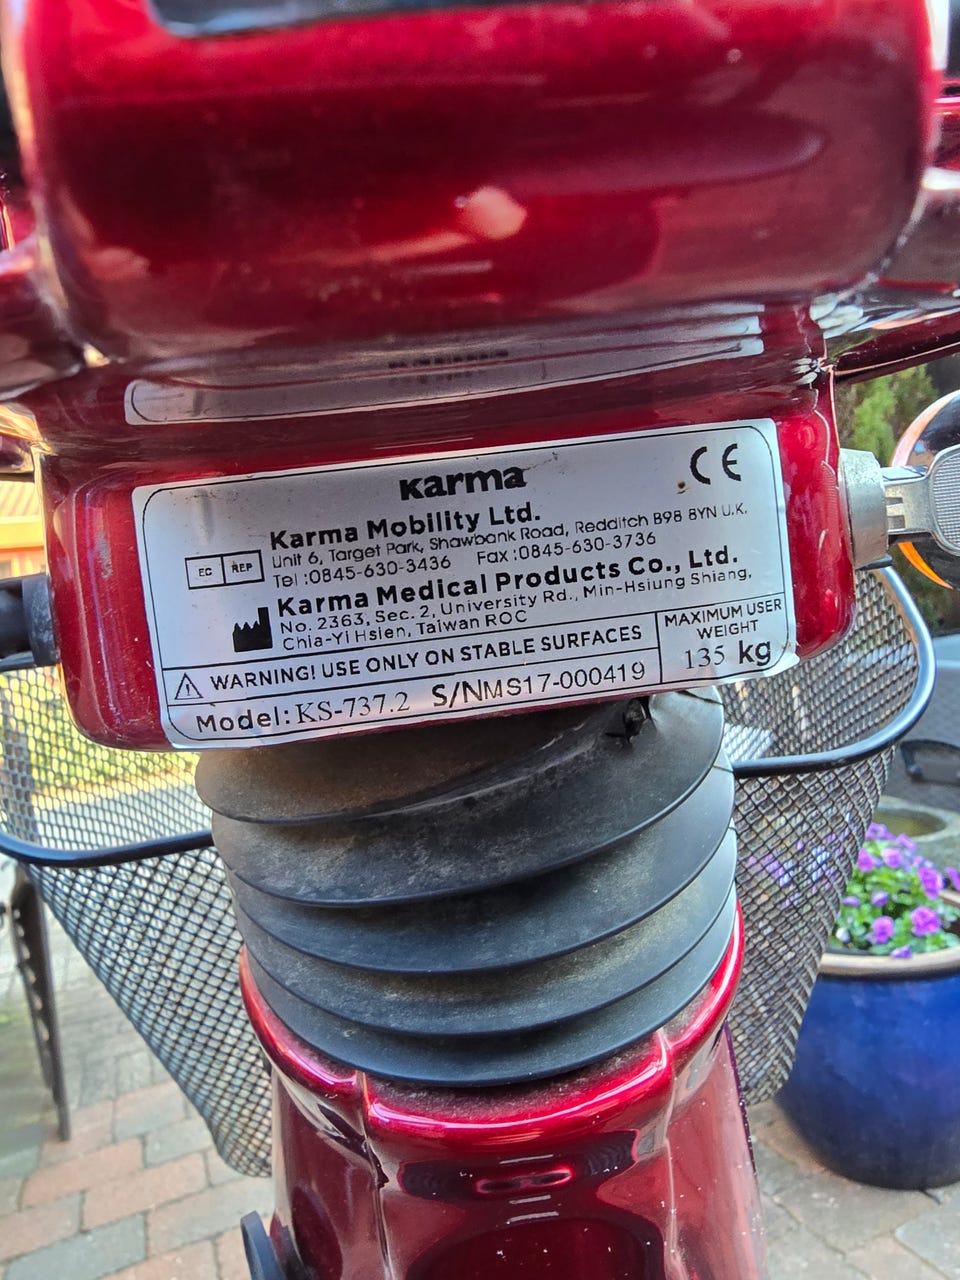 Karma
CE
Karma Mobility Ltd.
Unit 6, Target Park, Shawbank Road, Redditch B98 8YN U.K.
EC REP
Tel :0845-630-3436 Fax :0845-630-3736
Karma Medical Products Co., Ltd.
No. 2363, Sec. 2, University Rd., Min-Hsiung Shiang,
Chia-Yi Hsien, Taiwan ROC
WARNING! USE ONLY ON STABLE SURFACES
MAXIMUM USER
WEIGHT
135 kg
Model: KS-737.2 S/NMS17-000419